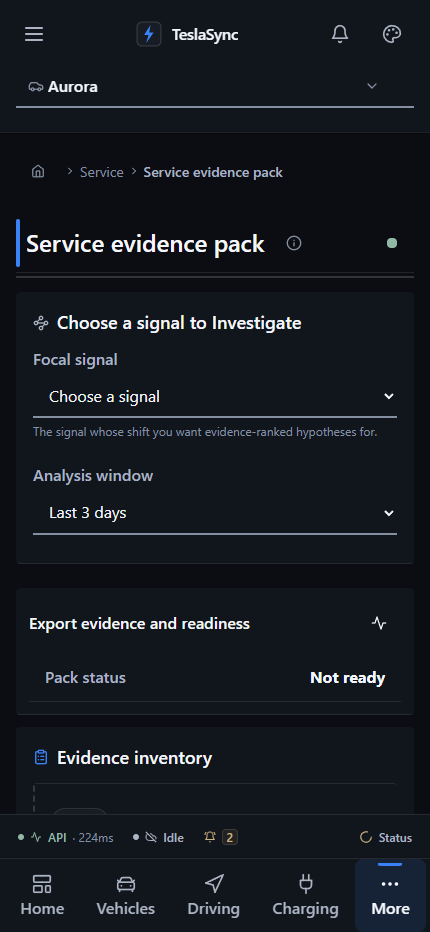 TeslaSync
Aurora
Service
Service evidence pack
Service evidence pack
Choose a signal to Investigate
Focal signal
Choose a signal
The signal whose shift you want evidence-ranked hypotheses for.
Analysis window
Last 3 days
Export evidence and readiness
Pack status
Not ready
Evidence inventory
API · 224ms
Idle
2
Status
Home
Vehicles
Driving
Charging
More